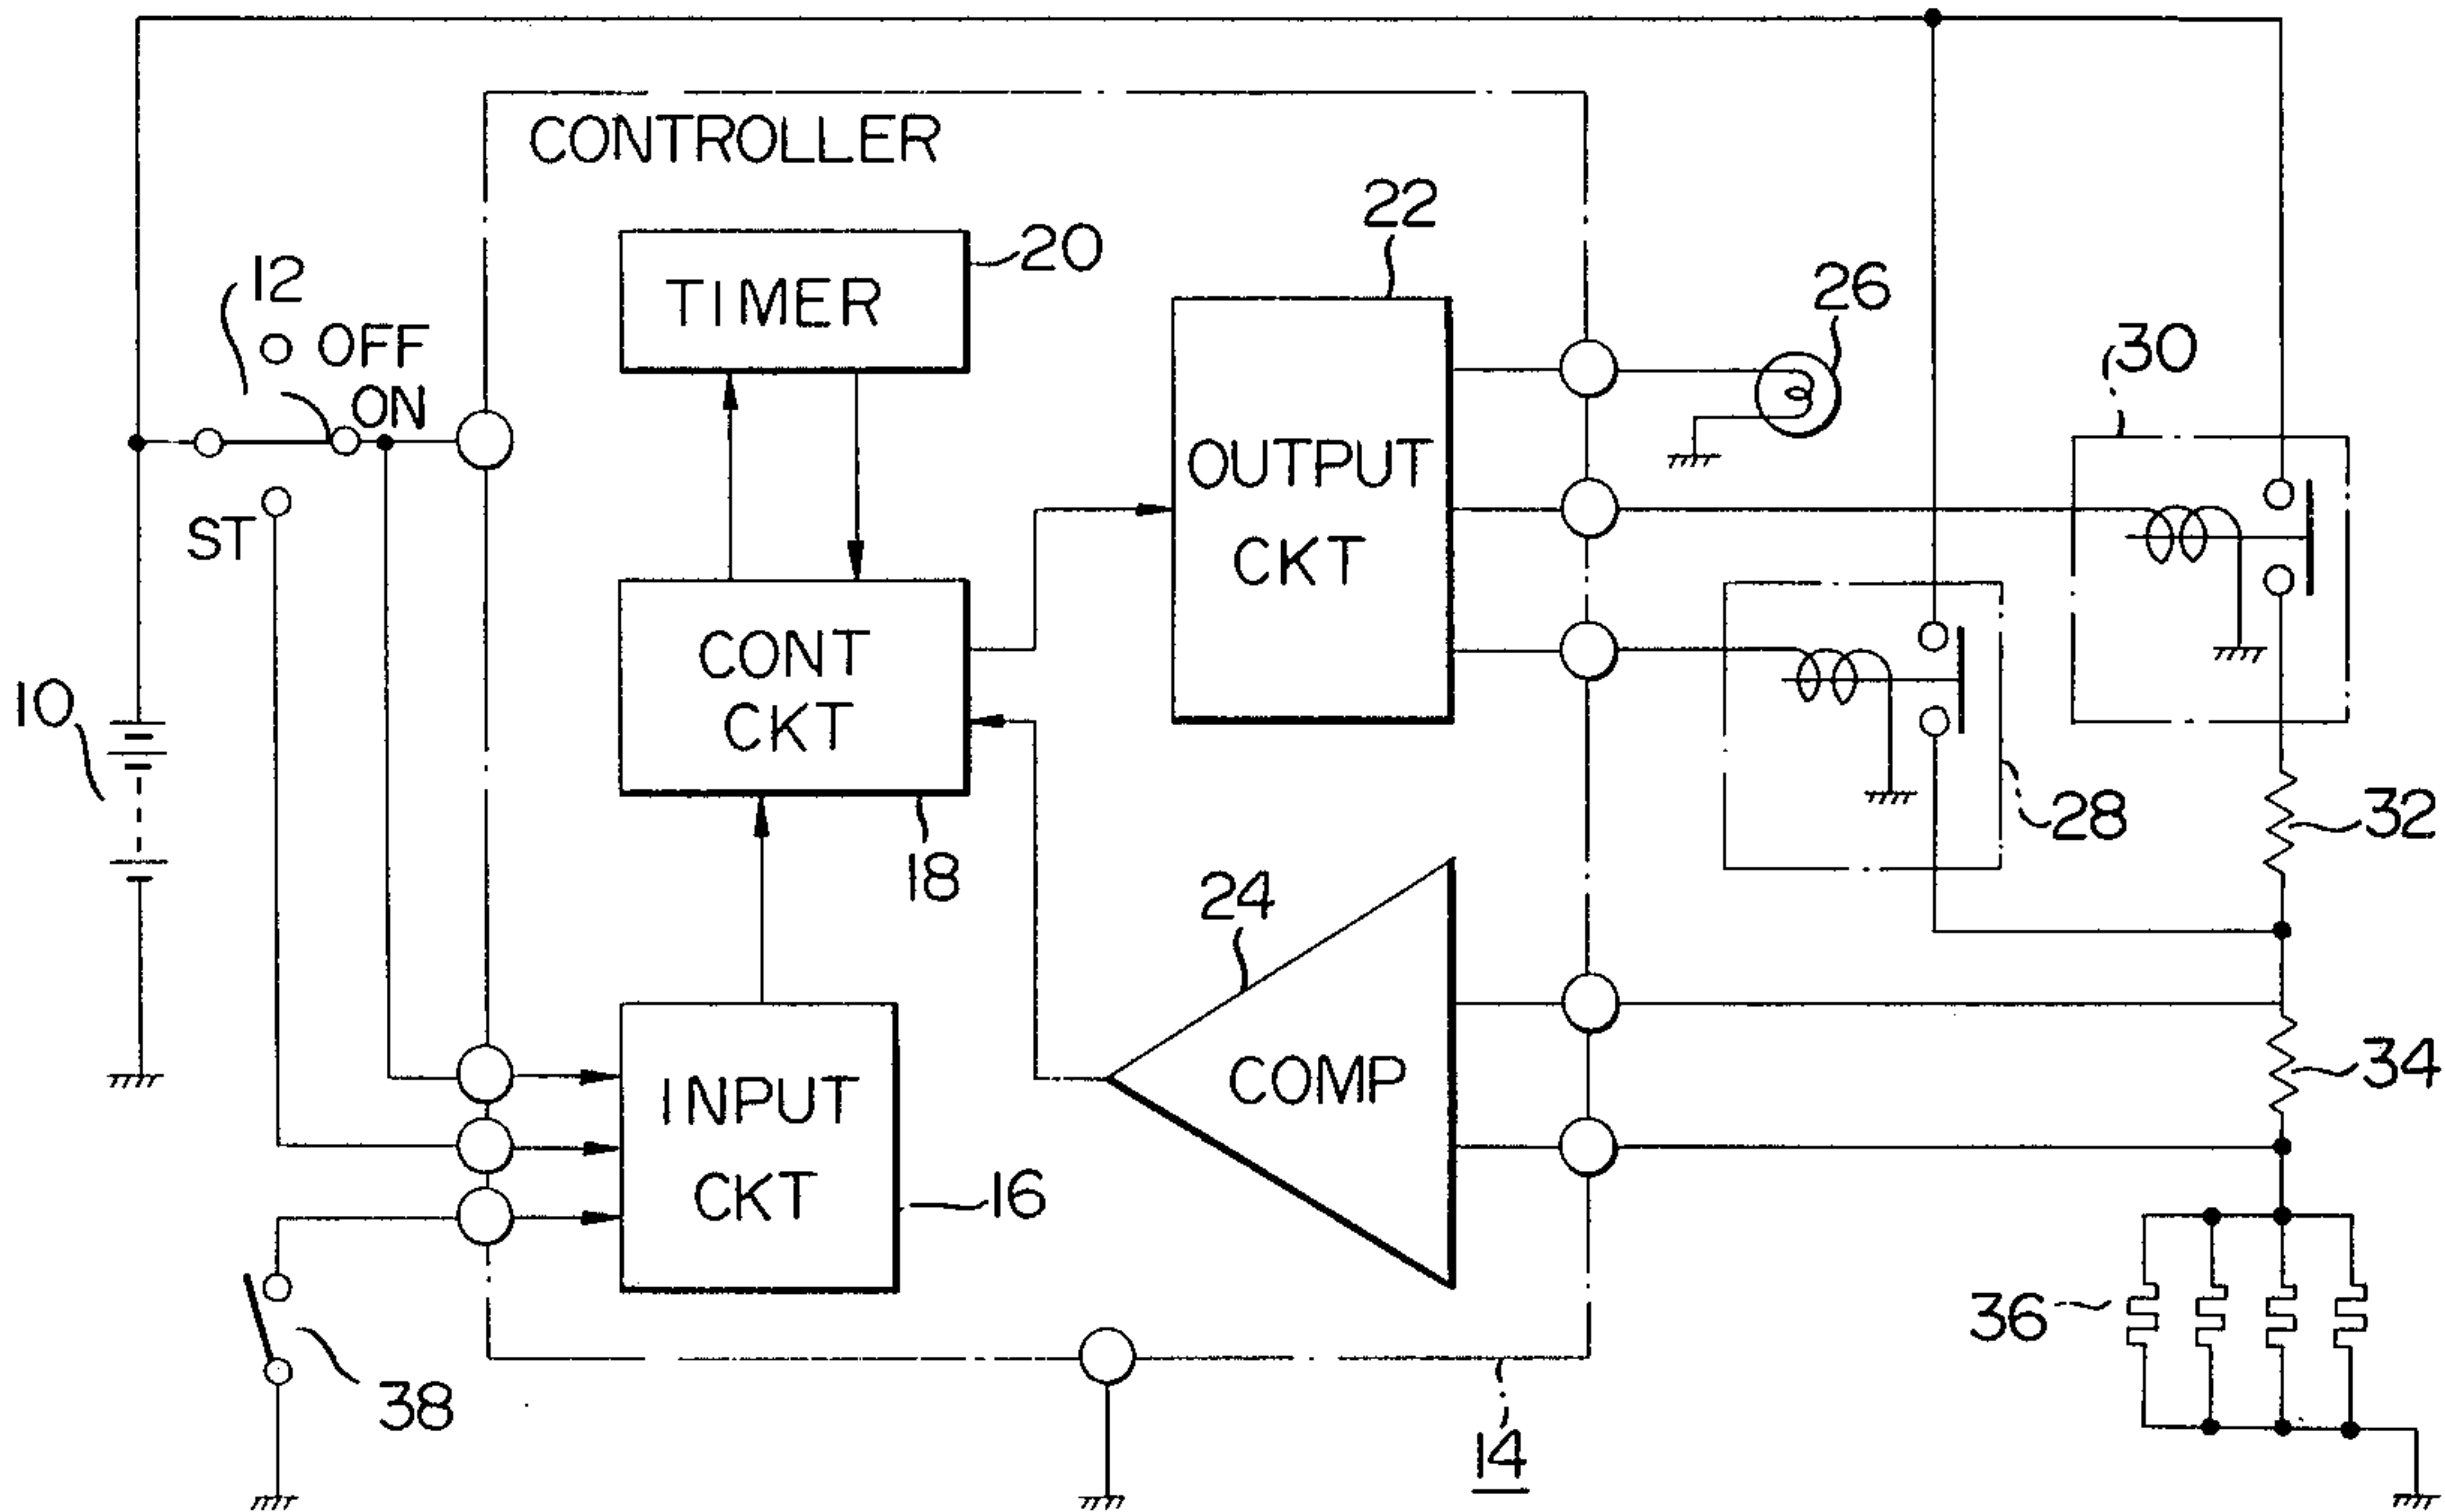 CONTROLLER
22
20
TIMER
12
OFF
ON
26
30
OUTPUT
CKT
ST
CONT
CKT
10
28
32
18
24
COMP
34
INPUT
CKT
16
36
38
14